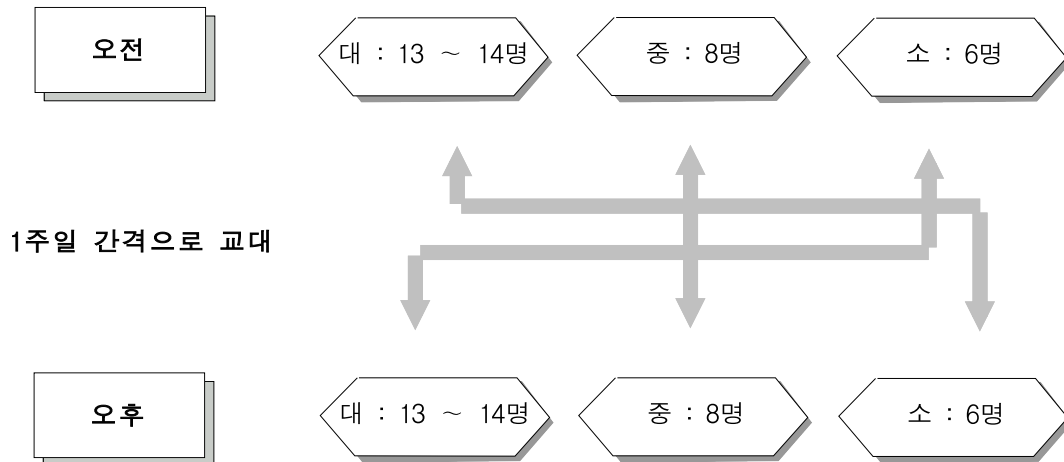 오전
대 : 13 ~ 14명
중 : 8명
소 : 6명
1주일 간격으로 교대
오후
대 : 13 ~ 14명
중 : 8명
소 : 6명